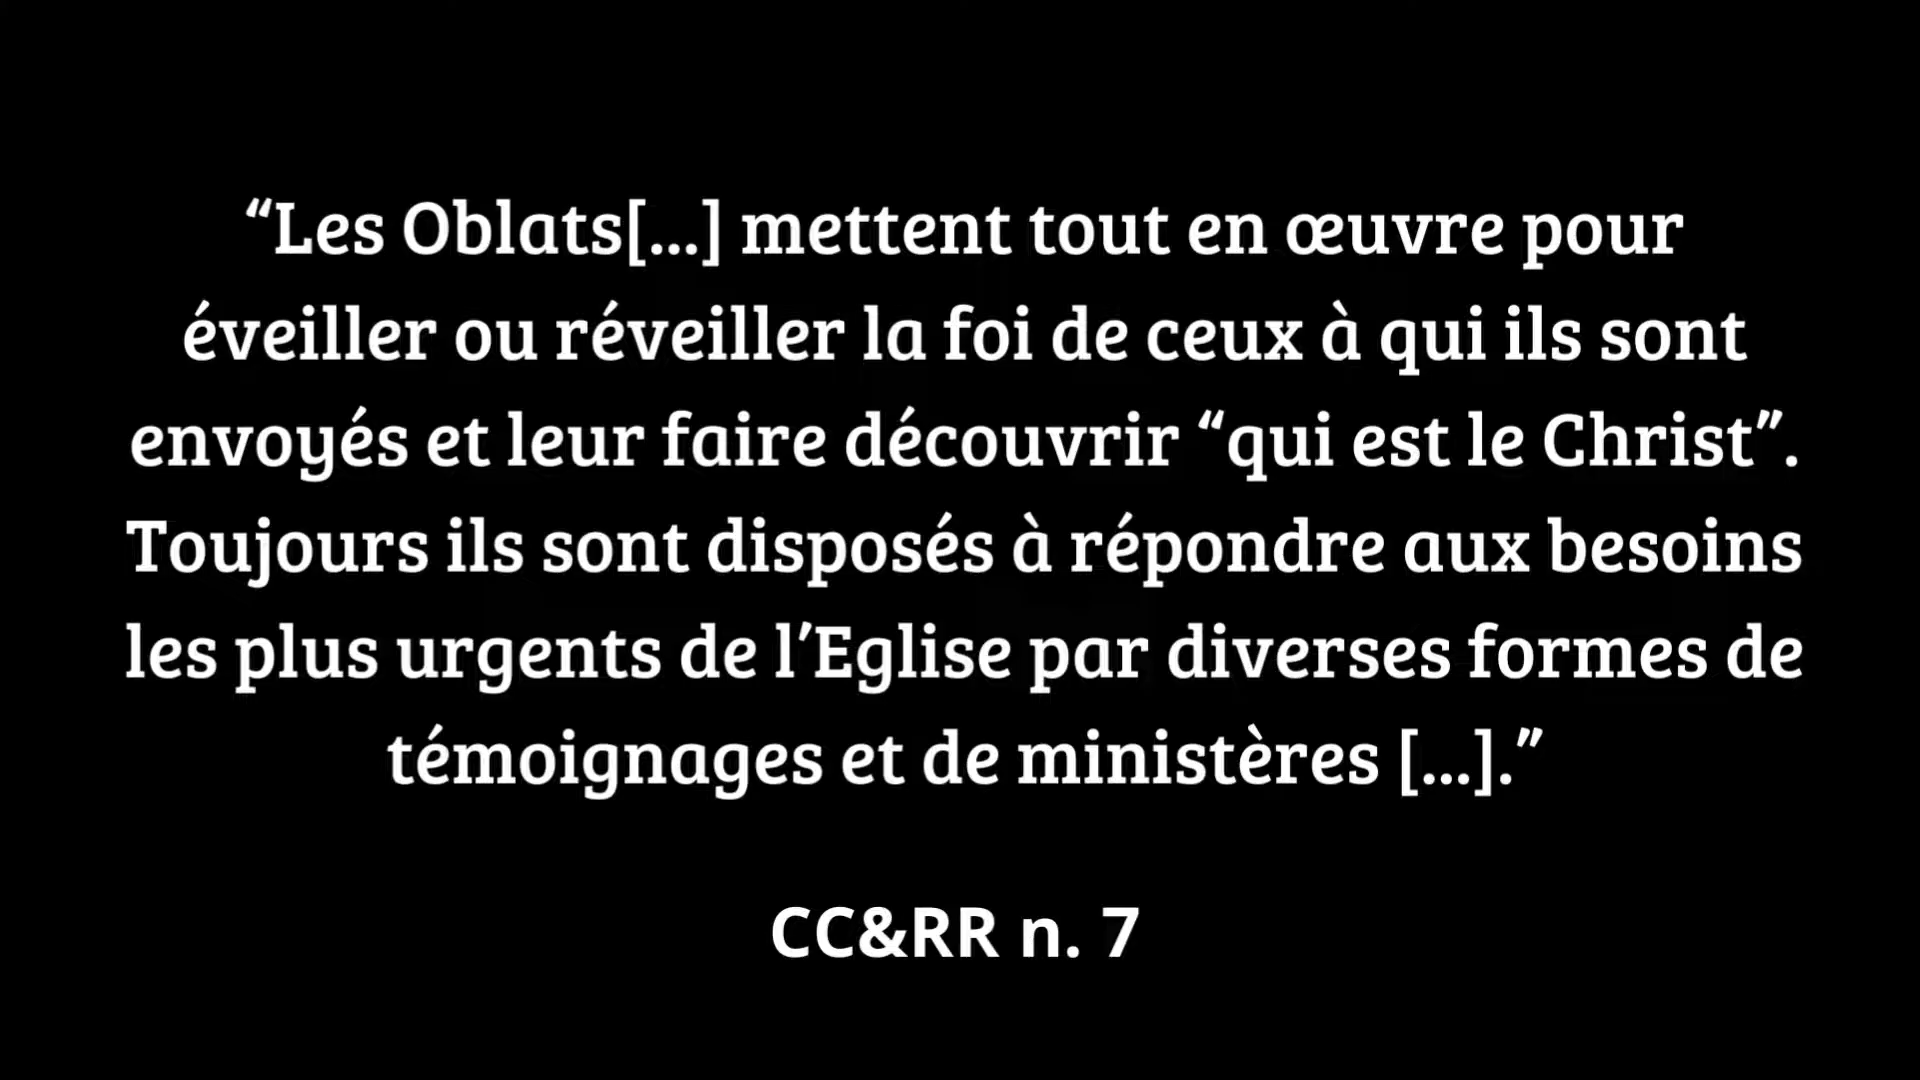 “Les Oblats[...] mettent tout en œuvre pour
éveiller ou réveiller la foi de ceux à qui ils sont
envoyés et leur faire découvrir “qui est le Christ”.
Toujours ils sont disposés à répondre aux besoins
les plus urgents de l’Eglise par diverses formes de
témoignages et de ministères [...].”
CC&RR n. 7